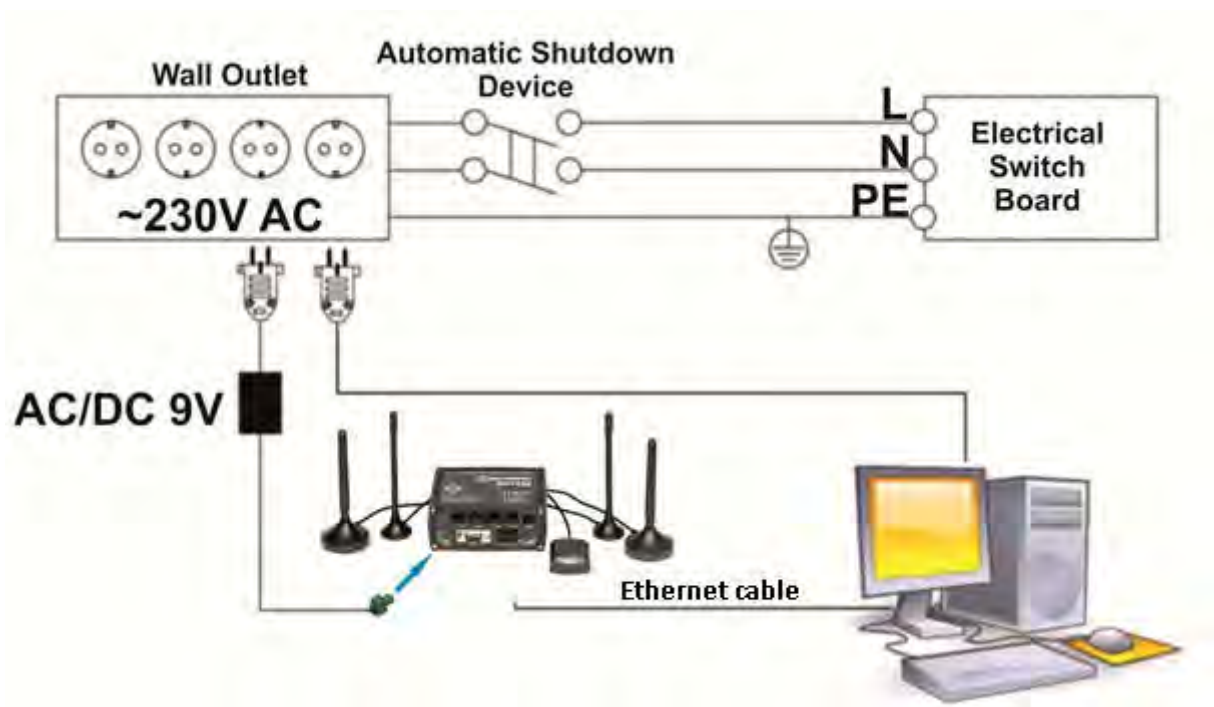 Automatic Shutdown
Device
Wall Outlet
L
N
PE
Electrical
Switch
Board
~230V AC
AC/DC 9V
Ethernet cable